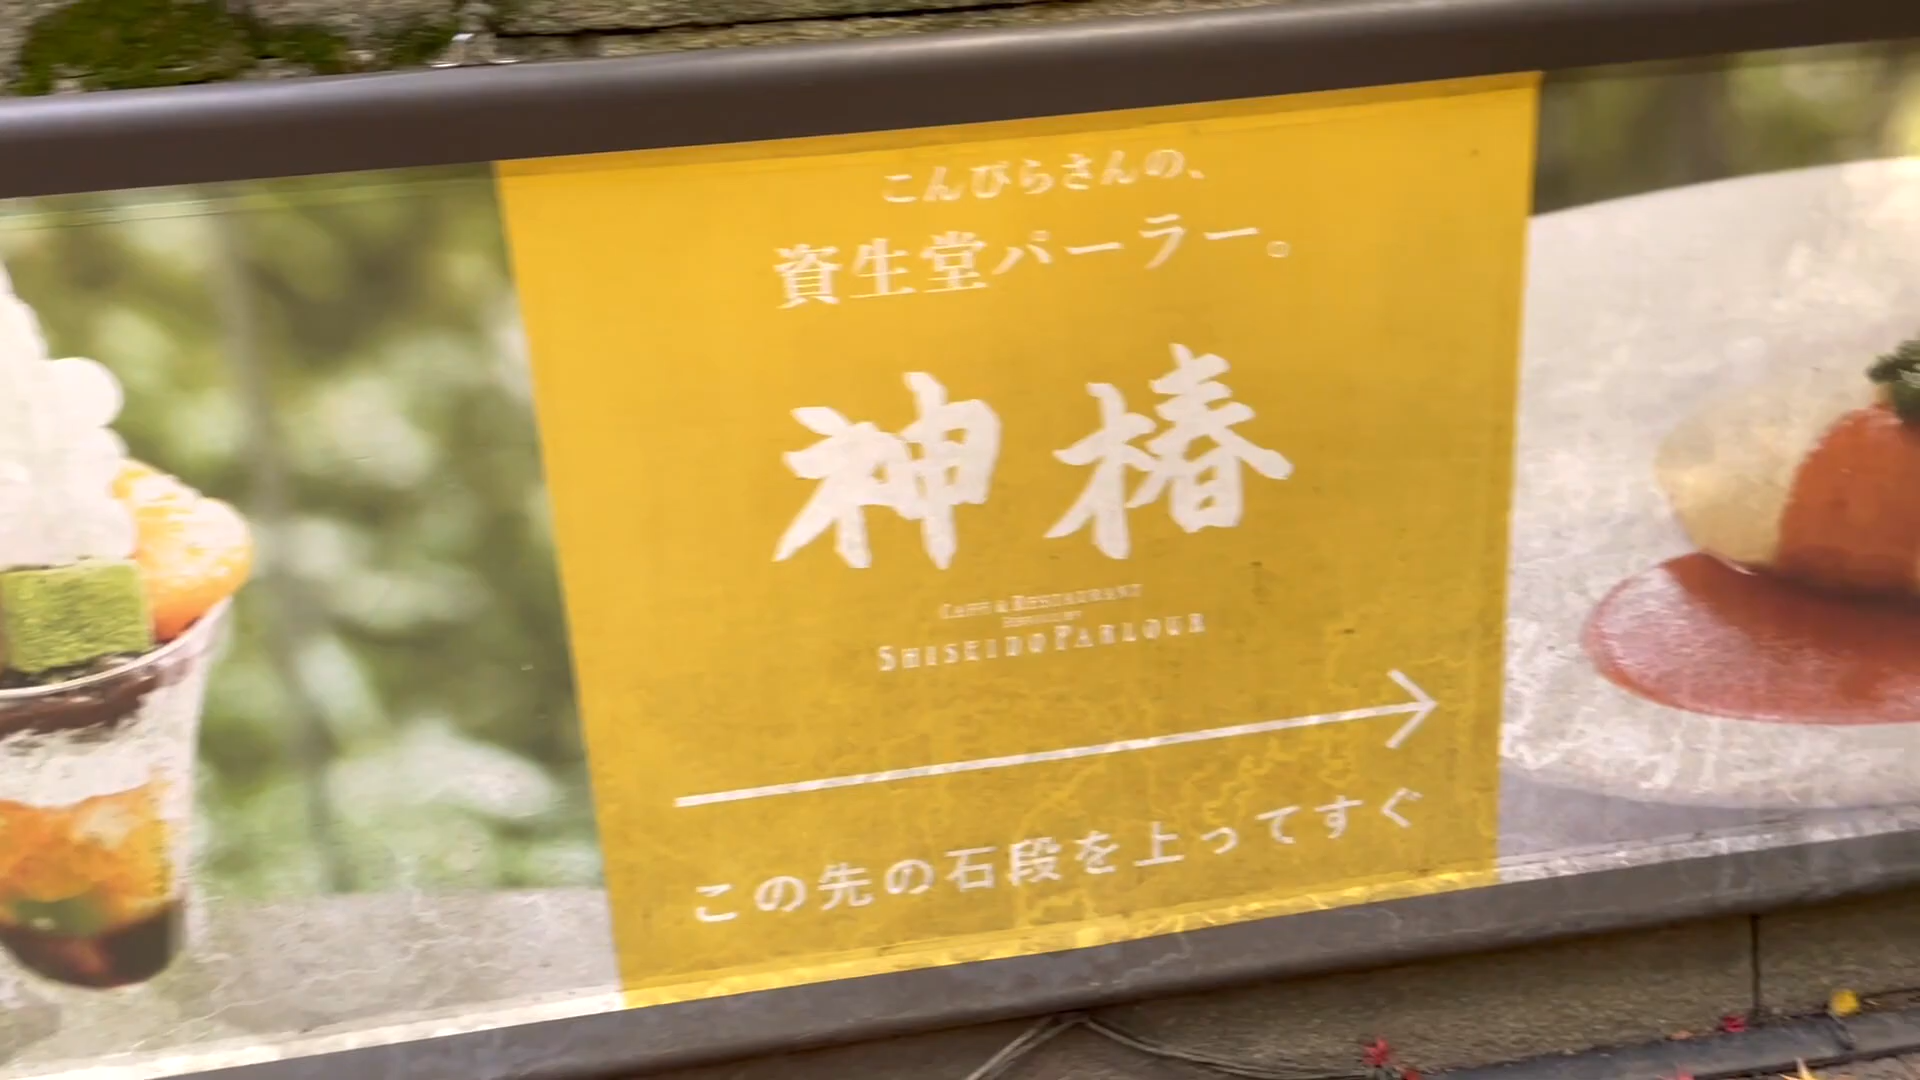 こんぴらさんの、
資生堂パーラー。
神椿
CAFÉ & RESTAURANT
SHISEIDO PARLOUR
この先の石段を上ってすぐ